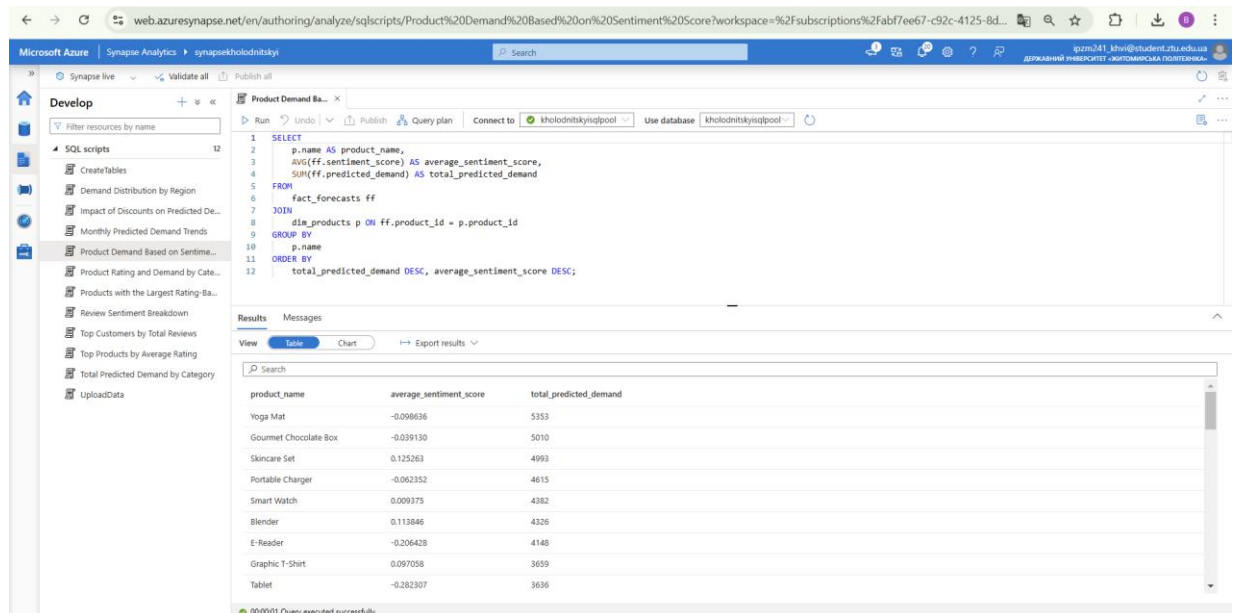 web.azuresynapse.net/en/authoring/analyze/sqlscripts/Product%20Demand%20Based%20on%20Sentiment%20Score?workspace=%2Fsubscriptions%2Fabf7ee67-c92c-4125-8d...
Microsoft Azure | Synapse Analytics ▸ synapsekholodnitskyi
Search
ipzm241_khvi@student.ztu.edu.ua
ДЕРЖАВНИЙ УНІВЕРСИТЕТ «ЖИТОМИРСЬКА ПОЛІТЕХНІКА»
Synapse live Validate all Publish all
Develop
Filter resources by name
SQL scripts 12
CreateTables
Demand Distribution by Region
Impact of Discounts on Predicted De...
Monthly Predicted Demand Trends
Product Demand Based on Sentime...
Product Rating and Demand by Cate...
Products with the Largest Rating-Ba...
Review Sentiment Breakdown
Top Customers by Total Reviews
Top Products by Average Rating
Total Predicted Demand by Category
UploadData
Product Demand Ba...
Run Undo Publish Query plan Connect to kholodnitskyisqlpool Use database kholodnitskyisqlpool
1 SELECT
2 p.name AS product_name,
3 AVG(ff.sentiment_score) AS average_sentiment_score,
4 SUM(ff.predicted_demand) AS total_predicted_demand
5 FROM
6 fact_forecasts ff
7 JOIN
8 dim_products p ON ff.product_id = p.product_id
9 GROUP BY
10 p.name
11 ORDER BY
12 total_predicted_demand DESC, average_sentiment_score DESC;
Results Messages
View Table Chart Export results
Search
product_name average_sentiment_score total_predicted_demand
Yoga Mat -0.098636 5353
Gourmet Chocolate Box -0.039130 5010
Skincare Set 0.125263 4993
Portable Charger -0.062352 4615
Smart Watch 0.009375 4382
Blender 0.113846 4326
E-Reader -0.206428 4148
Graphic T-Shirt 0.097058 3659
Tablet -0.282307 3636
00:00:01 Query executed successfully.